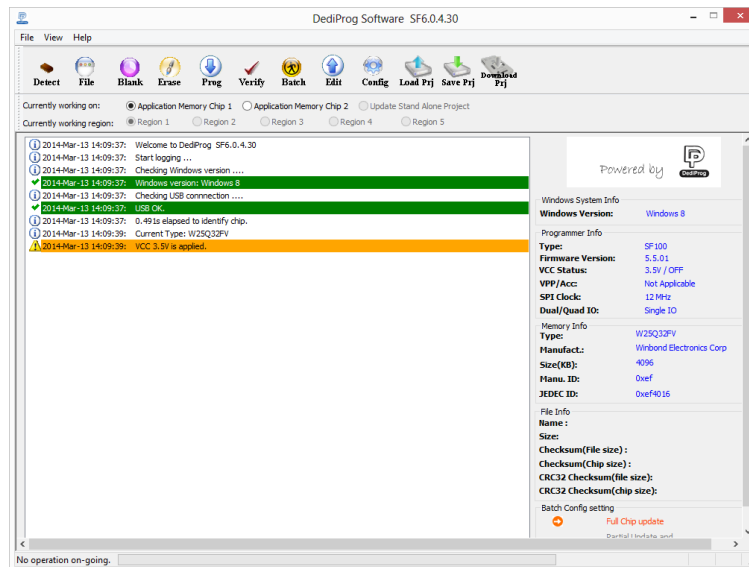 DediProg Software SF6.0.4.30
File View Help
Detect File Blank Erase Prog Verify Batch Edit Config Load Prj Save Prj Download Prj
Currently working on: Application Memory Chip 1 Application Memory Chip 2 Update Stand Alone Project
Currently working region: Region 1 Region 2 Region 3 Region 4 Region 5
2014-Mar-13 14:09:37: Welcome to DediProg SF6.0.4.30
2014-Mar-13 14:09:37: Start logging ...
2014-Mar-13 14:09:37: Checking Windows version ....
2014-Mar-13 14:09:37: Windows version: Windows 8
2014-Mar-13 14:09:37: Checking USB connnection ....
2014-Mar-13 14:09:37: USB OK.
2014-Mar-13 14:09:37: 0.491s elapsed to identify chip.
2014-Mar-13 14:09:39: Current Type: W25Q32FV
2014-Mar-13 14:09:39: VCC 3.5V is applied.
Powered by DediProg
Windows System Info
Windows Version: Windows 8
Programmer Info
Type: SF100
Firmware Version: 5.5.01
VCC Status: 3.5V / OFF
VPP/Acc: Not Applicable
SPI Clock: 12 MHz
Dual/Quad IO: Single IO
Memory Info
Type: W25Q32FV
Manufact.: Winbond Electronics Corp
Size(KB): 4096
Manu. ID: 0xef
JEDEC ID: 0xef4016
File Info
Name :
Size:
Checksum(File size) :
Checksum(Chip size) :
CRC32 Checksum(file size):
CRC32 Checksum(chip size):
Batch Config setting
Full Chip update
Partial Update and
No operation on-going.